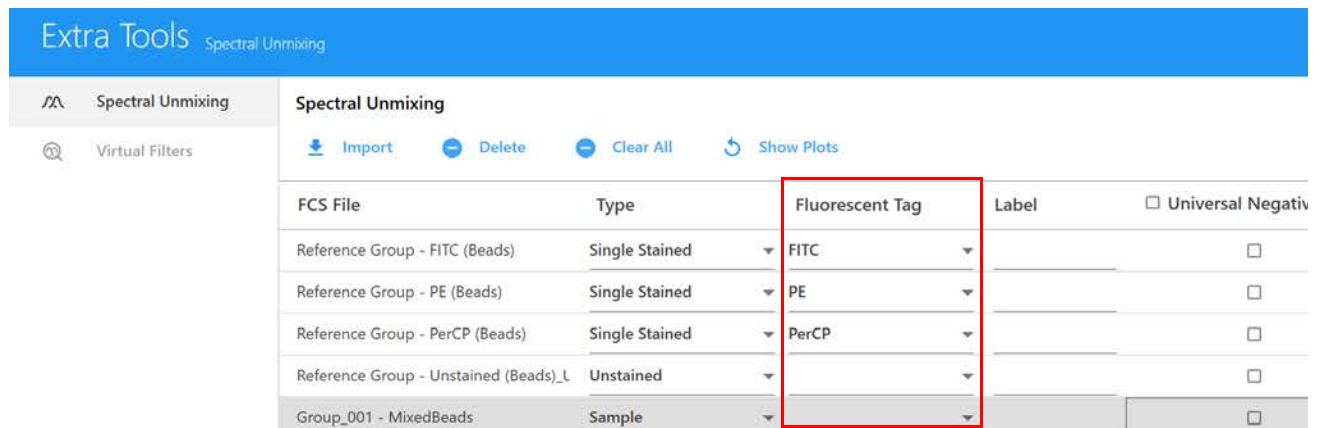 Extra Tools Spectral Unmixing
Spectral Unmixing
Virtual Filters
Spectral Unmixing
Import Delete Clear All Show Plots
FCS File Type Fluorescent Tag Label Universal Negativ
Reference Group - FITC (Beads) Single Stained FITC
Reference Group - PE (Beads) Single Stained PE
Reference Group - PerCP (Beads) Single Stained PerCP
Reference Group - Unstained (Beads)_U Unstained
Group_001 - MixedBeads Sample